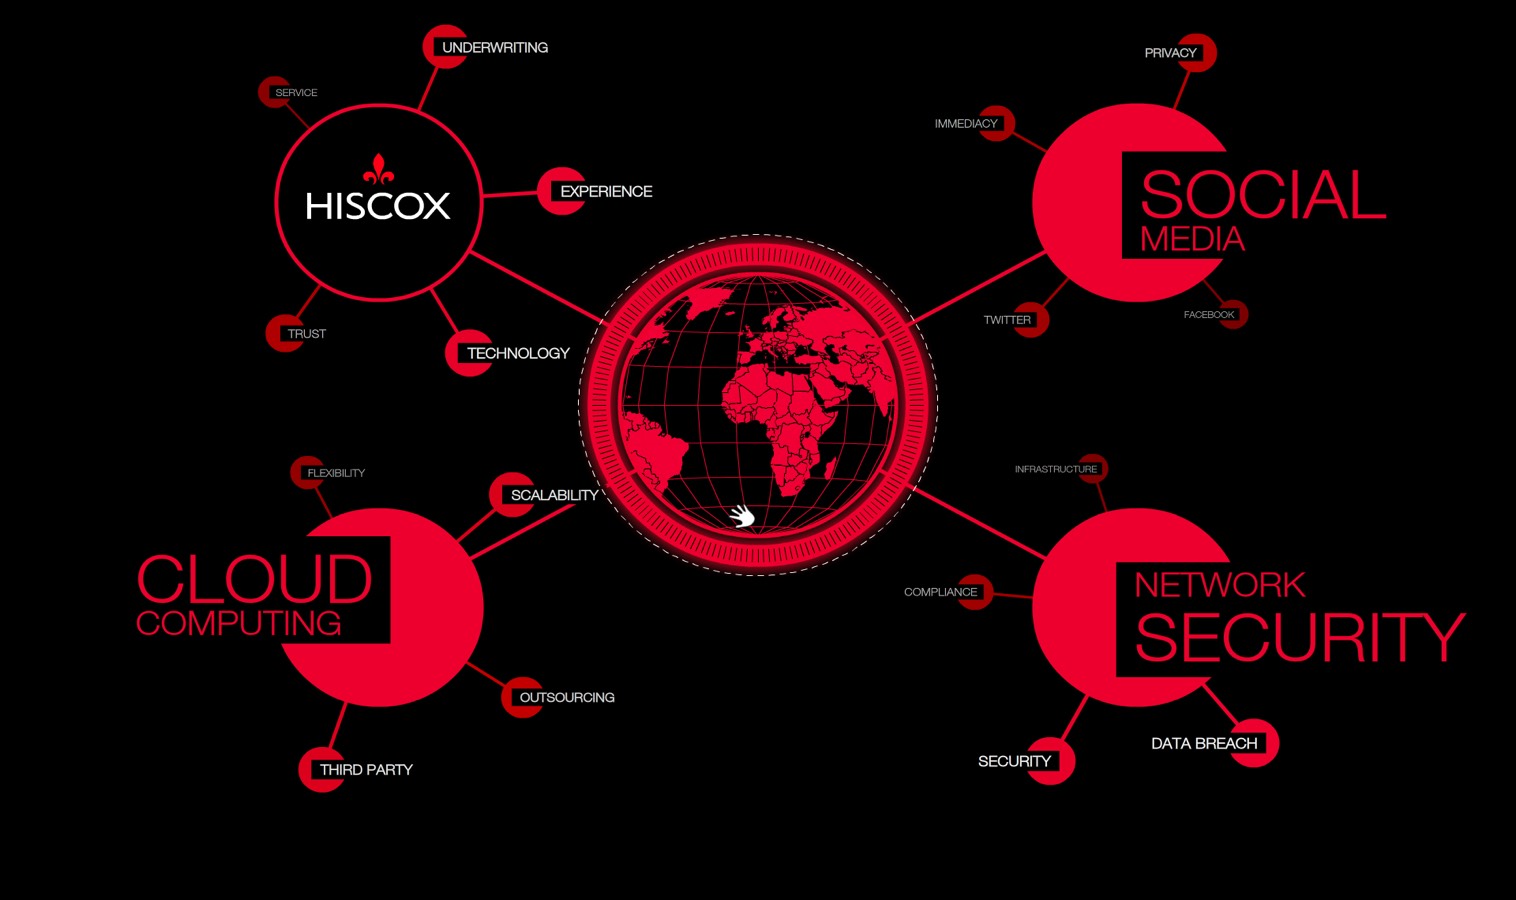 UNDERWRITING
SERVICE
HISCOX
EXPERIENCE
TRUST
TECHNOLOGY
PRIVACY
IMMEDIACY
SOCIAL
MEDIA
TWITTER
FACEBOOK
FLEXIBILITY
SCALABILITY
CLOUD
COMPUTING
OUTSOURCING
THIRD PARTY
INFRASTRUCTURE
COMPLIANCE
NETWORK
SECURITY
DATA BREACH
SECURITY